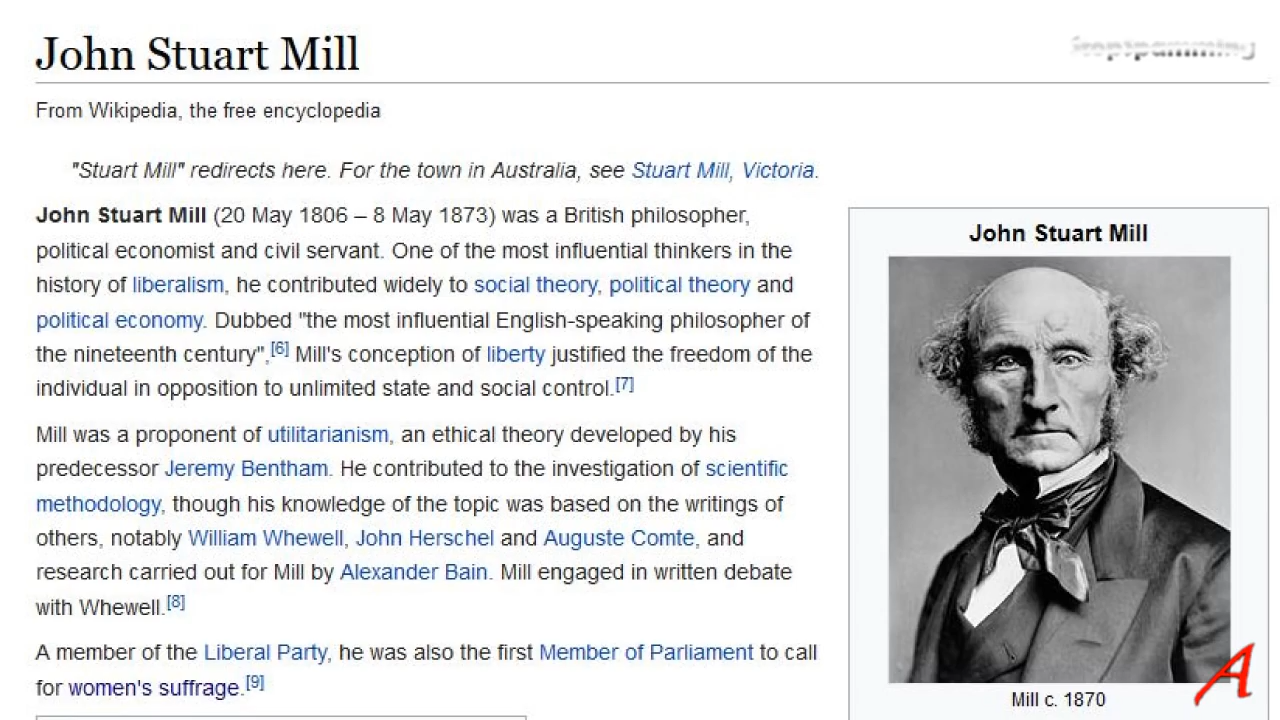 John Stuart Mill
From Wikipedia, the free encyclopedia
"Stuart Mill" redirects here. For the town in Australia, see Stuart Mill, Victoria.
John Stuart Mill (20 May 1806 – 8 May 1873) was a British philosopher,
political economist and civil servant. One of the most influential thinkers in the
history of liberalism, he contributed widely to social theory, political theory and
political economy. Dubbed "the most influential English-speaking philosopher of
the nineteenth century",[6] Mill's conception of liberty justified the freedom of the
individual in opposition to unlimited state and social control.[7]
Mill was a proponent of utilitarianism, an ethical theory developed by his
predecessor Jeremy Bentham. He contributed to the investigation of scientific
methodology, though his knowledge of the topic was based on the writings of
others, notably William Whewell, John Herschel and Auguste Comte, and
research carried out for Mill by Alexander Bain. Mill engaged in written debate
with Whewell.[8]
A member of the Liberal Party, he was also the first Member of Parliament to call
for women's suffrage.[9]
John Stuart Mill
Mill c. 1870
A